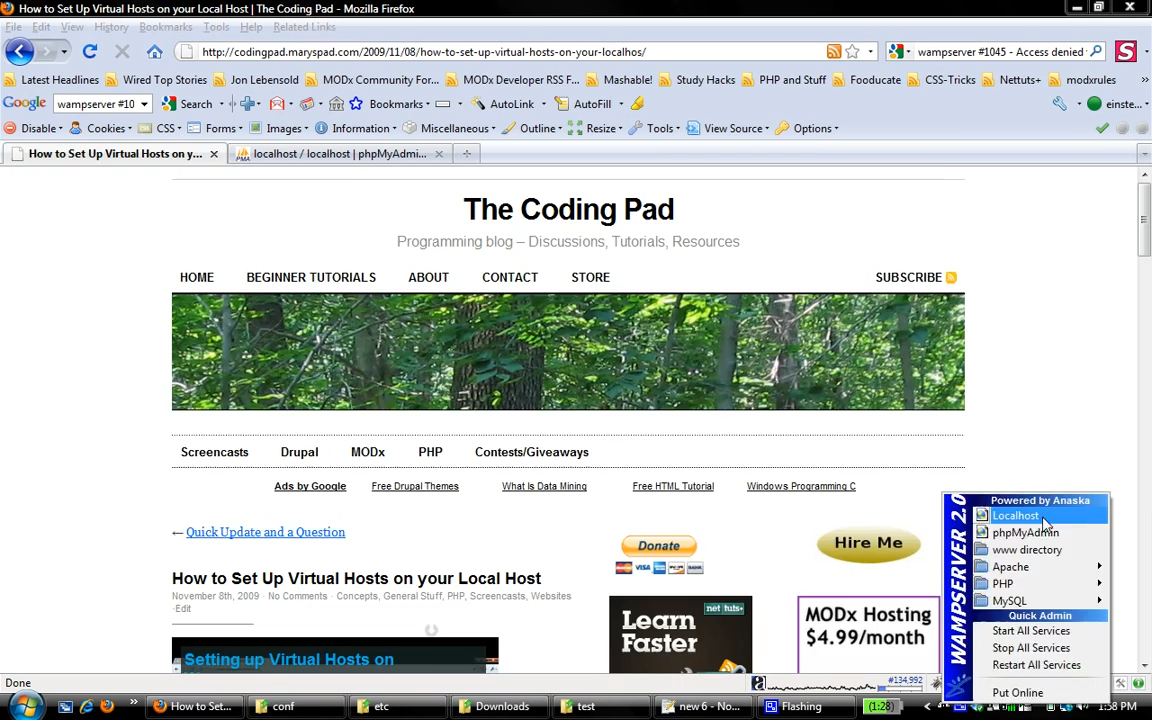 How to Set Up Virtual Hosts on your Local Host | The Coding Pad - Mozilla Firefox
File Edit View History Bookmarks Tools Help Related Links
http://codingpad.maryspad.com/2009/11/08/how-to-set-up-virtual-hosts-on-your-localhos/ wampserver #1045 - Access denied
Latest Headlines Wired Top Stories Jon Lebensold MODx Community For... MODx Developer RSS F... Mashable! Study Hacks PHP and Stuff Fooducate CSS-Tricks Nettuts+ modxrules »
Google wampserver #10 Search Bookmarks AutoLink AutoFill einste...
Disable Cookies CSS Forms Images Information Miscellaneous Outline Resize Tools View Source Options
How to Set Up Virtual Hosts on y... localhost / localhost | phpMyAdmi...
The Coding Pad
Programming blog – Discussions, Tutorials, Resources
HOME BEGINNER TUTORIALS ABOUT CONTACT STORE SUBSCRIBE
Screencasts Drupal MODx PHP Contests/Giveaways
Ads by Google Free Drupal Themes What Is Data Mining Free HTML Tutorial Windows Programming C
← Quick Update and a Question
Donate
Hire Me
How to Set Up Virtual Hosts on your Local Host
November 8th, 2009 · No Comments · Concepts, General Stuff, PHP, Screencasts, Websites
·Edit
Setting up Virtual Hosts on
Learn
Faster
nettuts+
MODx Hosting
$4.99/month
WAMPSERVER 2.0
Powered by Anaska
Localhost
phpMyAdmin
www directory
Apache
PHP
MySQL
Quick Admin
Start All Services
Stop All Services
Restart All Services
Put Online
Done #134,992
How to Set... conf etc Downloads test new 6 - No... Flashing (1:28) 1:58 PM